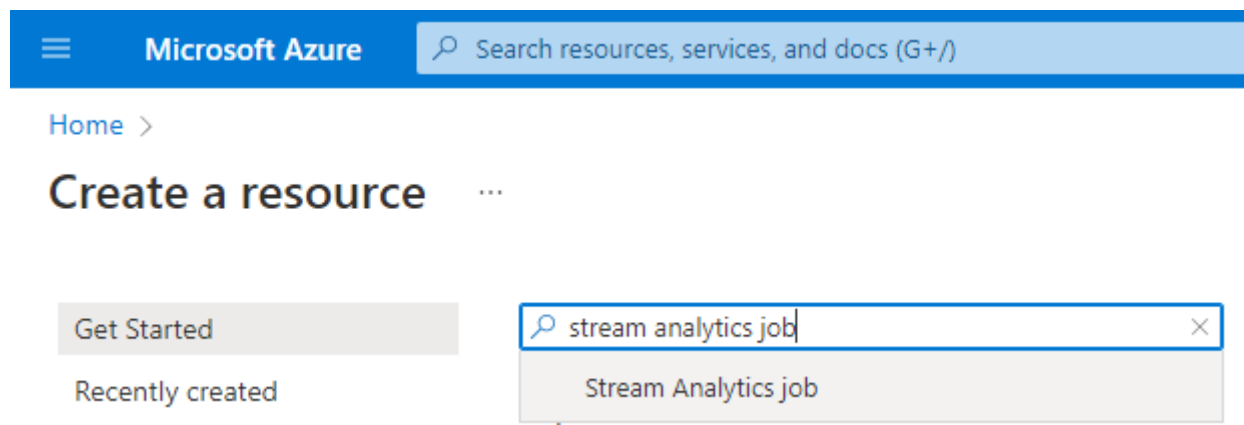 Microsoft Azure
Search resources, services, and docs (G+/)
Home >
Create a resource ...
Get Started
stream analytics job
Recently created
Stream Analytics job